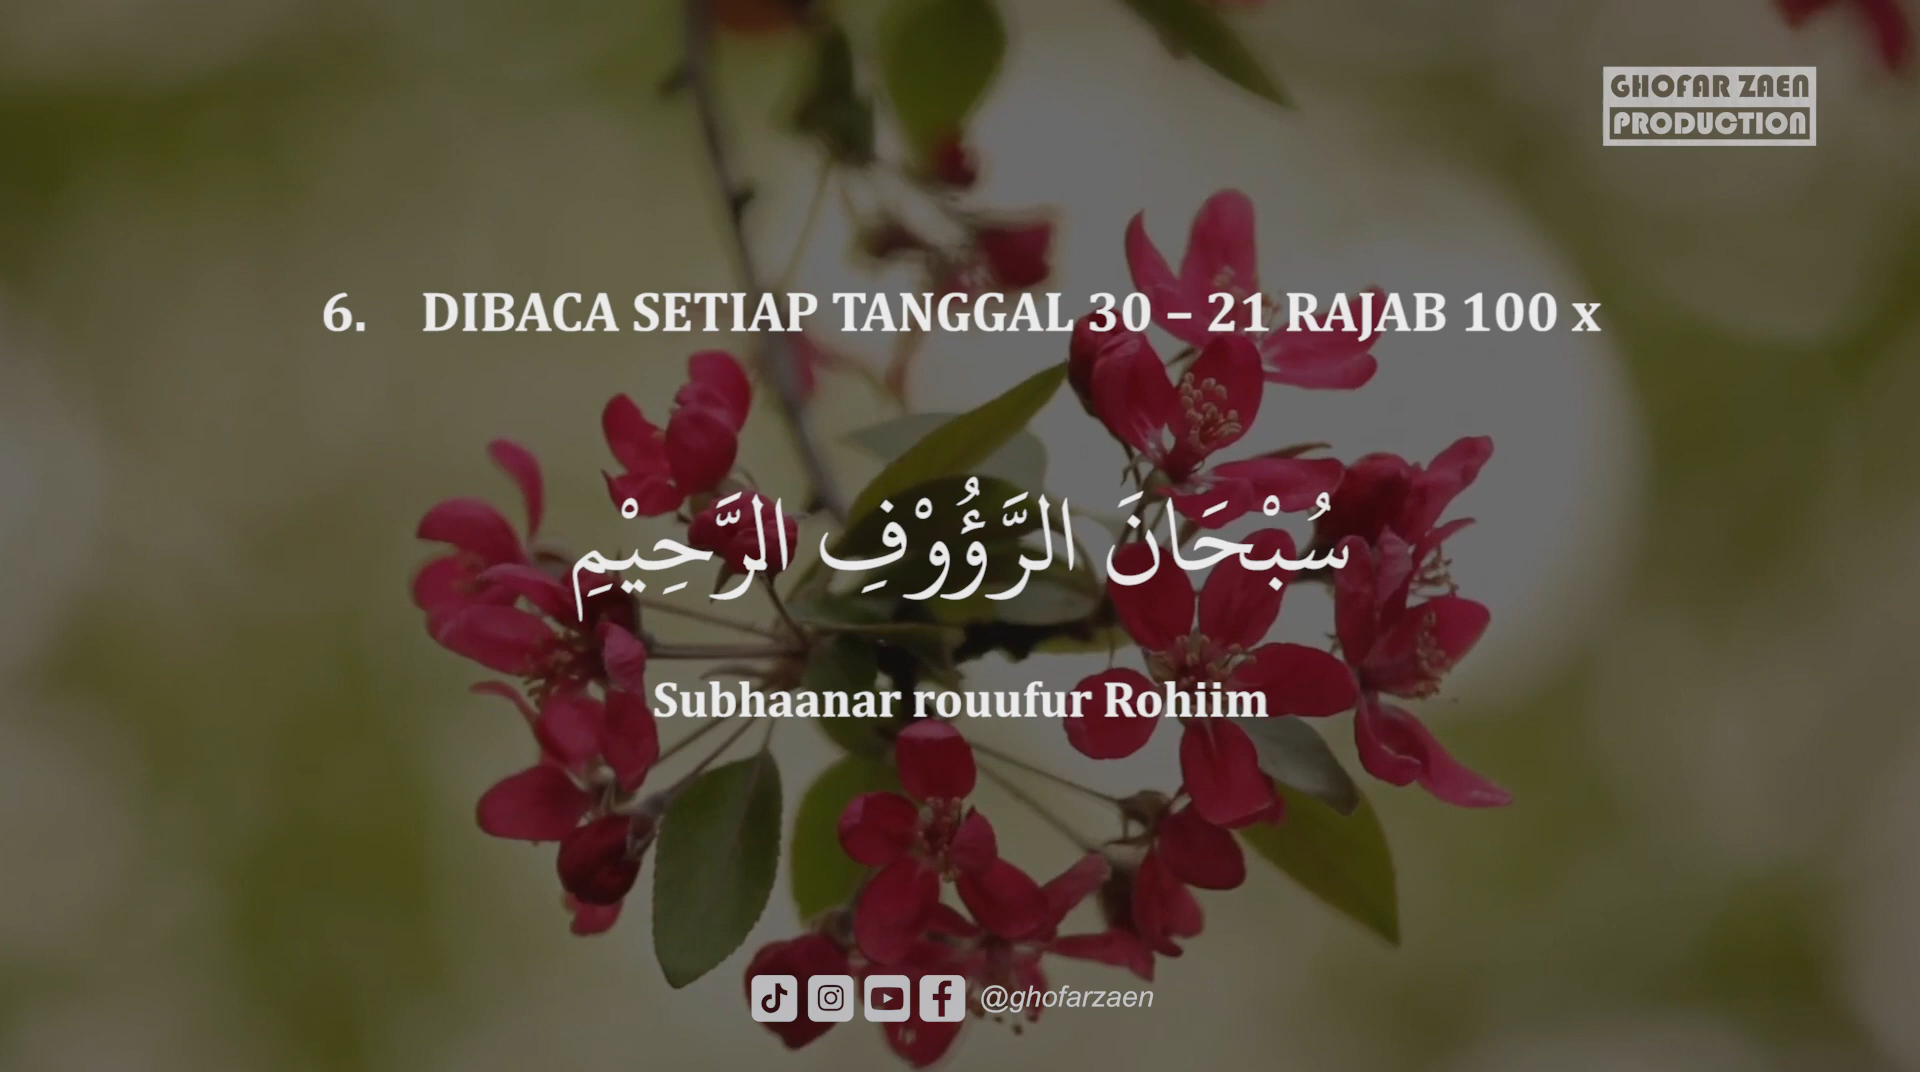 GHOFAR ZAEN
PRODUCTION
6. DIBACA SETIAP TANGGAL 30 – 21 RAJAB 100 x
سُبْحَانَ الرَّؤُوْفِ الرَّحِيْمِ
Subhaanar rouufur Rohiim
@ghofarzaen